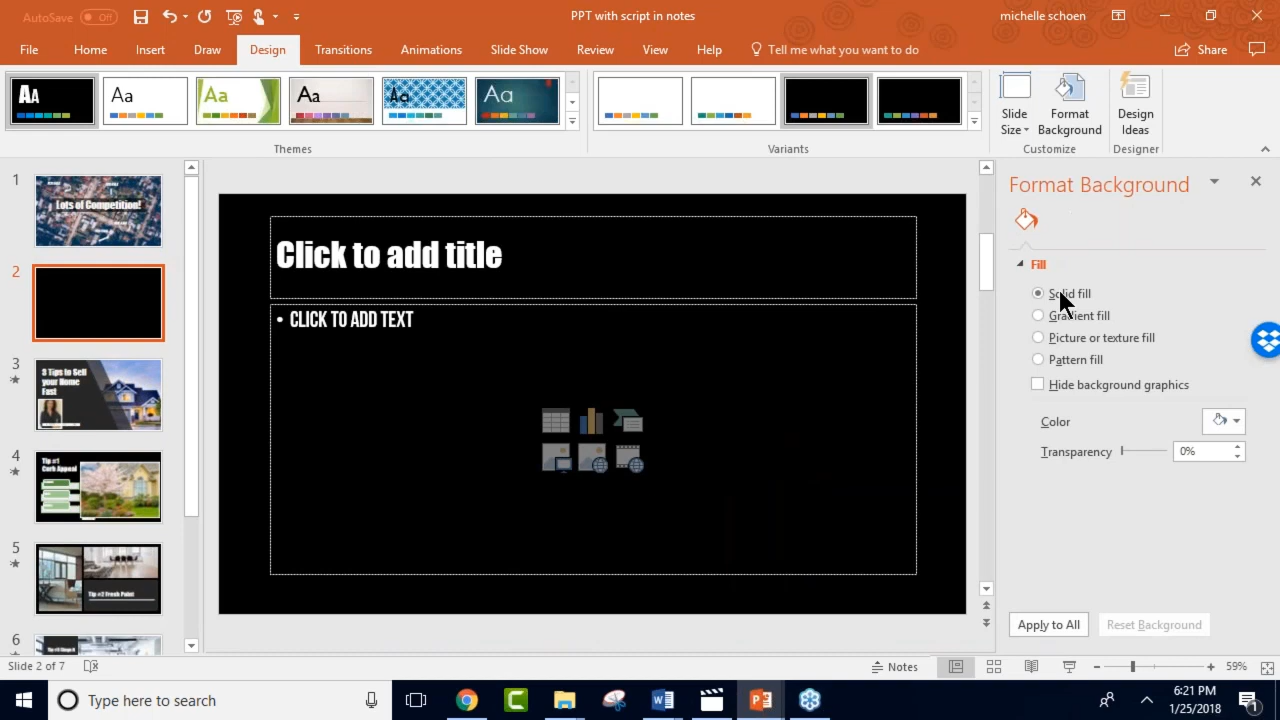 AutoSave Off
PPT with script in notes
michelle schoen
File Home Insert Draw Design Transitions Animations Slide Show Review View Help Tell me what you want to do Share
Aa Aa Aa Aa Aa Aa
Slide Size
Format Background
Design Ideas
Themes Variants Customize Designer
Format Background
Fill
Solid fill
Gradient fill
Picture or texture fill
Pattern fill
Hide background graphics
Color
Transparency 0%
Apply to All Reset Background
1
Lots of Competition!
2
3
3 Tips to Sell
your Home
Fast
4
Tip #1
Curb Appeal
5
Tip #2 Fresh Paint
6
Click to add title
• CLICK TO ADD TEXT
Slide 2 of 7
Notes
59%
Type here to search
6:21 PM
1/25/2018
1